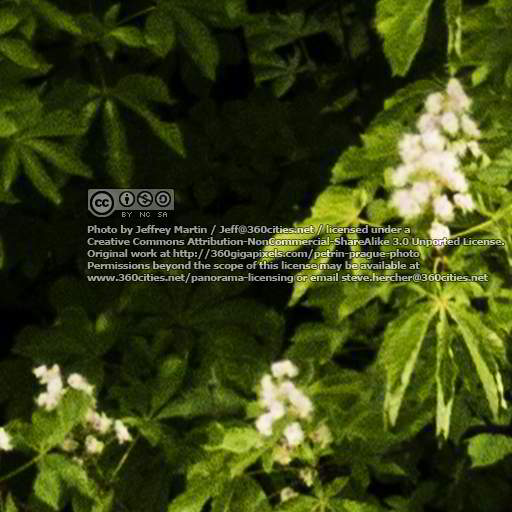 cc
BY NC SA
Photo by Jeffrey Martin / Jeff@360cities.net / licensed under a
Creative Commons Attribution-NonCommercial-ShareAlike 3.0 Unported License.
Original work at http://360gigapixels.com/petrin-prague-photo
Permissions beyond the scope of this license may be available at
www.360cities.net/panorama-licensing or email steve.hercher@360cities.net